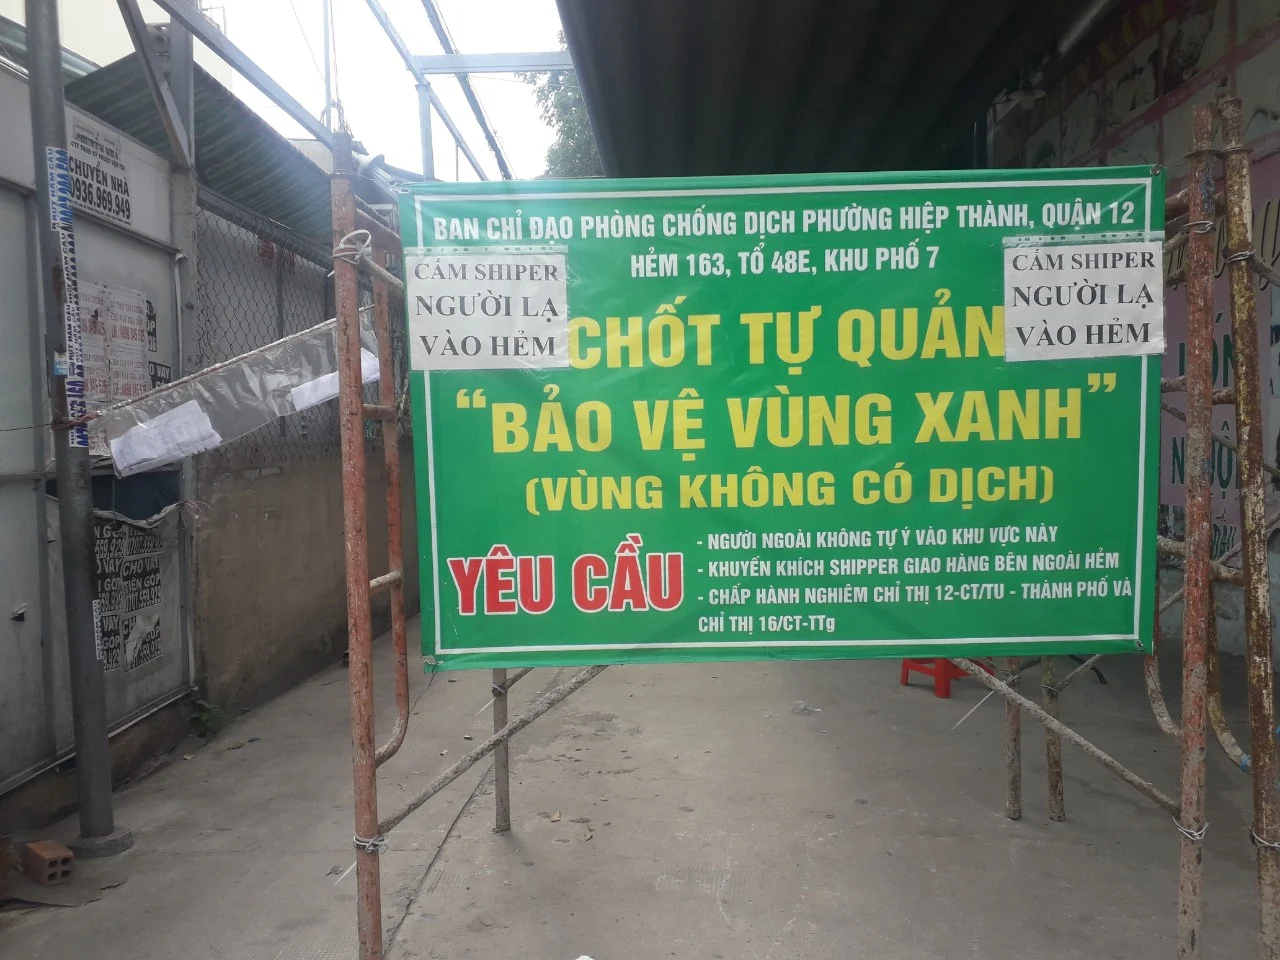 BAN CHỈ ĐẠO PHÒNG CHỐNG DỊCH PHƯỜNG HIỆP THÀNH, QUẬN 12
HẺM 163, TỔ 48E, KHU PHỐ 7
CẤM SHIPER
NGƯỜI LẠ
VÀO HẺM
CẤM SHIPER
NGƯỜI LẠ
VÀO HẺM
CHỐT TỰ QUẢN
“BẢO VỆ VÙNG XANH”
(VÙNG KHÔNG CÓ DỊCH)
YÊU CẦU
- NGƯỜI NGOÀI KHÔNG TỰ Ý VÀO KHU VỰC NÀY
- KHUYẾN KHÍCH SHIPPER GIAO HÀNG BÊN NGOÀI HẺM
- CHẤP HÀNH NGHIÊM CHỈ THỊ 12-CT/TU - THÀNH PHỐ VÀ
CHỈ THỊ 16/CT-TTg
CHUYỂN NHÀ
0936.969.949